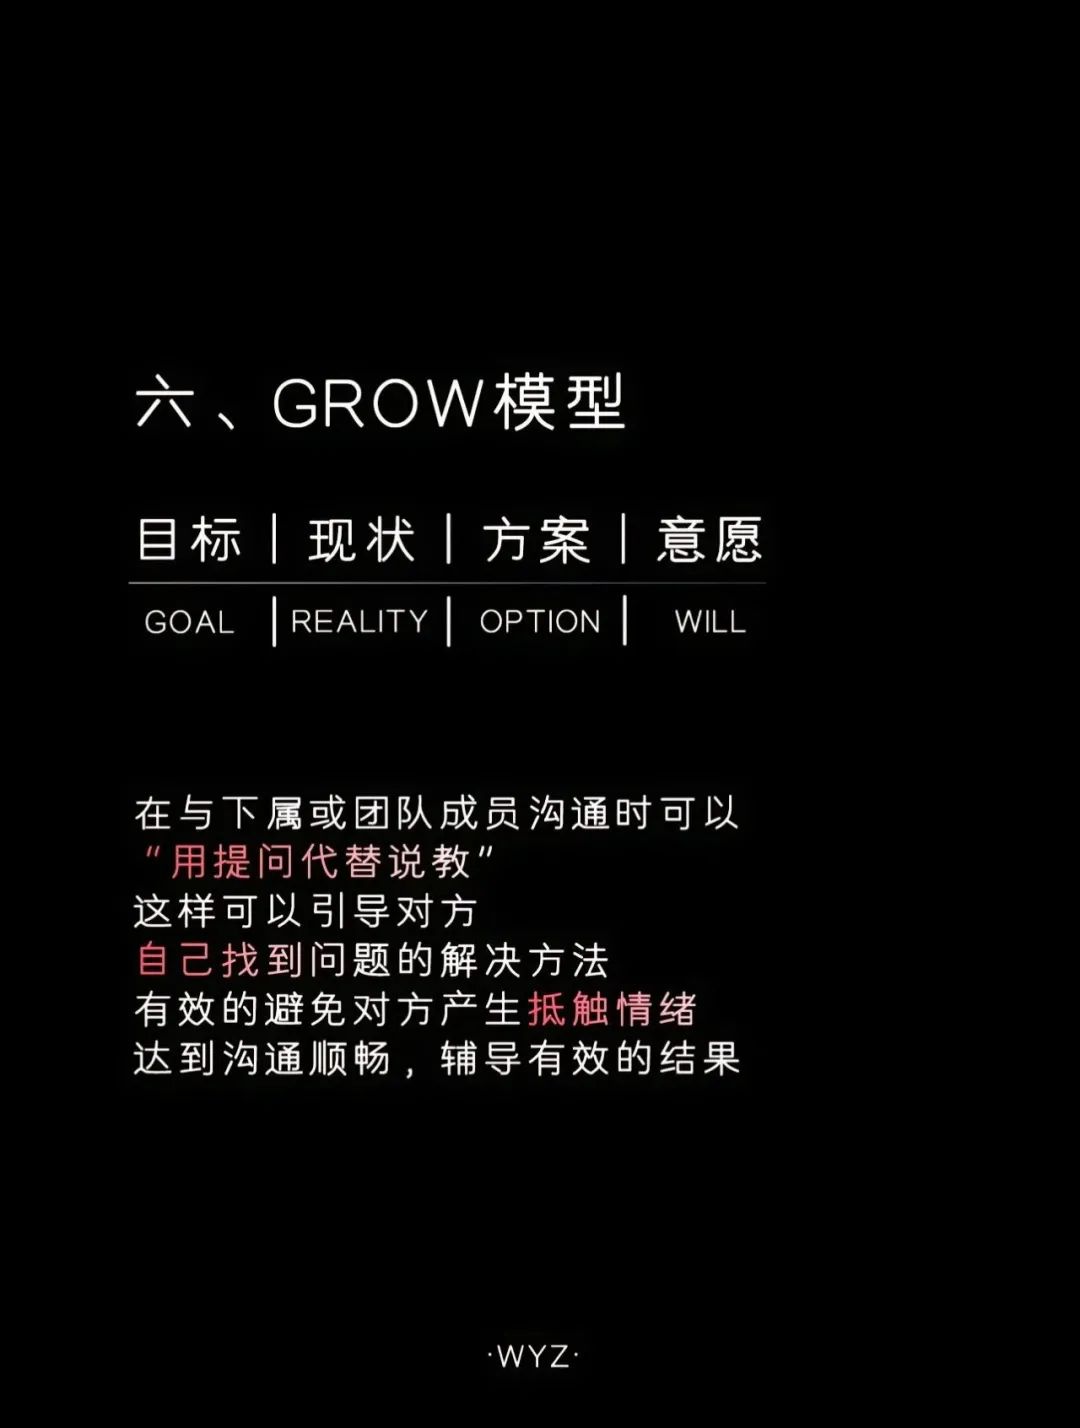 六、GROW模型
目标|现状|方案|意愿
GOAL|REALITY|OPTION|WILL
在与下属或团队成员沟通时可以
“用提问代替说教”
这样可以引导对方
自己找到问题的解决方法
有效的避免对方产生抵触情绪
达到沟通顺畅，辅导有效的结果
·WYZ·